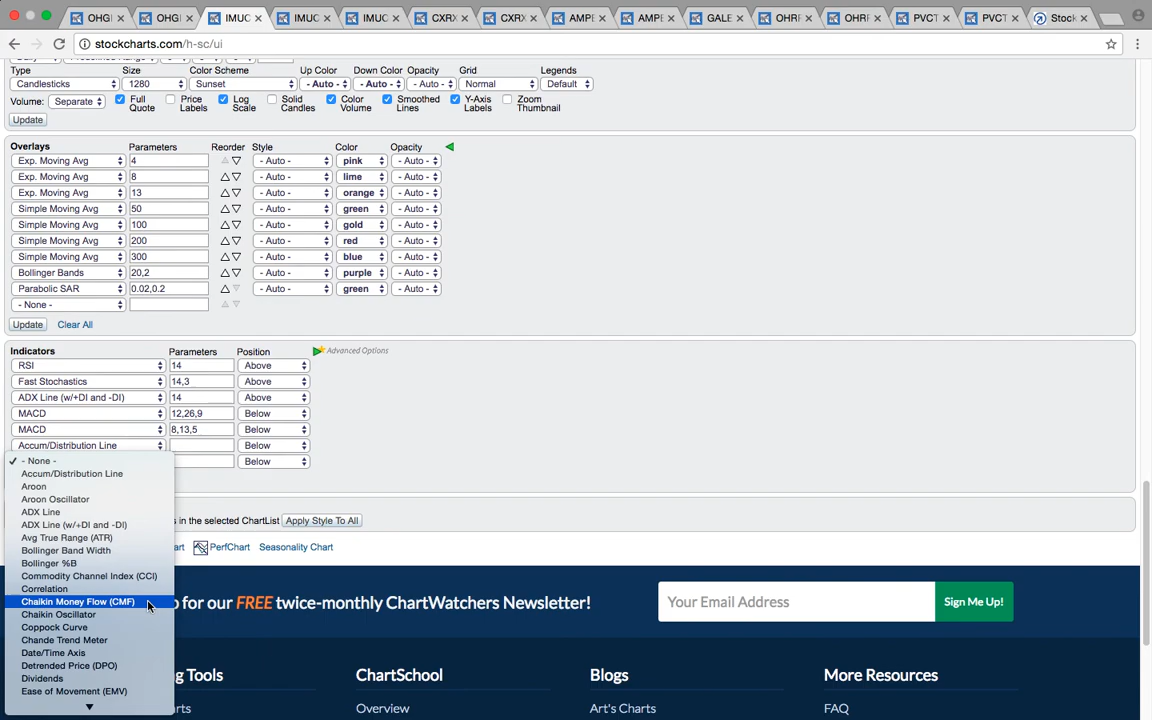 OHGI OHGI IMUC IMUC IMUC CXRX CXRX AMPE AMPE GALE OHRI OHRI PVCT PVCT Stock
stockcharts.com/h-sc/ui
Type Size Color Scheme Up Color Down Color Opacity Grid Legends
Candlesticks 1280 Sunset - Auto - - Auto - - Auto - Normal Default
Volume: Separate Full Quote Price Labels Log Scale Solid Candles Color Volume Smoothed Lines Y-Axis Labels Zoom Thumbnail
Update
Overlays Parameters Reorder Style Color Opacity
Exp. Moving Avg 4 - Auto - pink - Auto -
Exp. Moving Avg 8 - Auto - lime - Auto -
Exp. Moving Avg 13 - Auto - orange - Auto -
Simple Moving Avg 50 - Auto - green - Auto -
Simple Moving Avg 100 - Auto - gold - Auto -
Simple Moving Avg 200 - Auto - red - Auto -
Simple Moving Avg 300 - Auto - blue - Auto -
Bollinger Bands 20,2 - Auto - purple - Auto -
Parabolic SAR 0.02,0.2 - Auto - green - Auto -
- None -
Update Clear All
Indicators Parameters Position Advanced Options
RSI 14 Above
Fast Stochastics 14,3 Above
ADX Line (w/+DI and -DI) 14 Above
MACD 12,26,9 Below
MACD 8,13,5 Below
Accum/Distribution Line Below
- None - Below
Accum/Distribution Line
Aroon
Aroon Oscillator
ADX Line
ADX Line (w/+DI and -DI)
Avg True Range (ATR)
Bollinger Band Width
Bollinger %B
Commodity Channel Index (CCI)
Correlation
Chaikin Money Flow (CMF)
Chaikin Oscillator
Coppock Curve
Chande Trend Meter
Date/Time Axis
Detrended Price (DPO)
Dividends
Ease of Movement (EMV)
in the selected ChartList Apply Style To All
PerfChart Seasonality Chart
for our FREE twice-monthly ChartWatchers Newsletter! Your Email Address Sign Me Up!
Tools ChartSchool Blogs More Resources
Overview Art's Charts FAQ